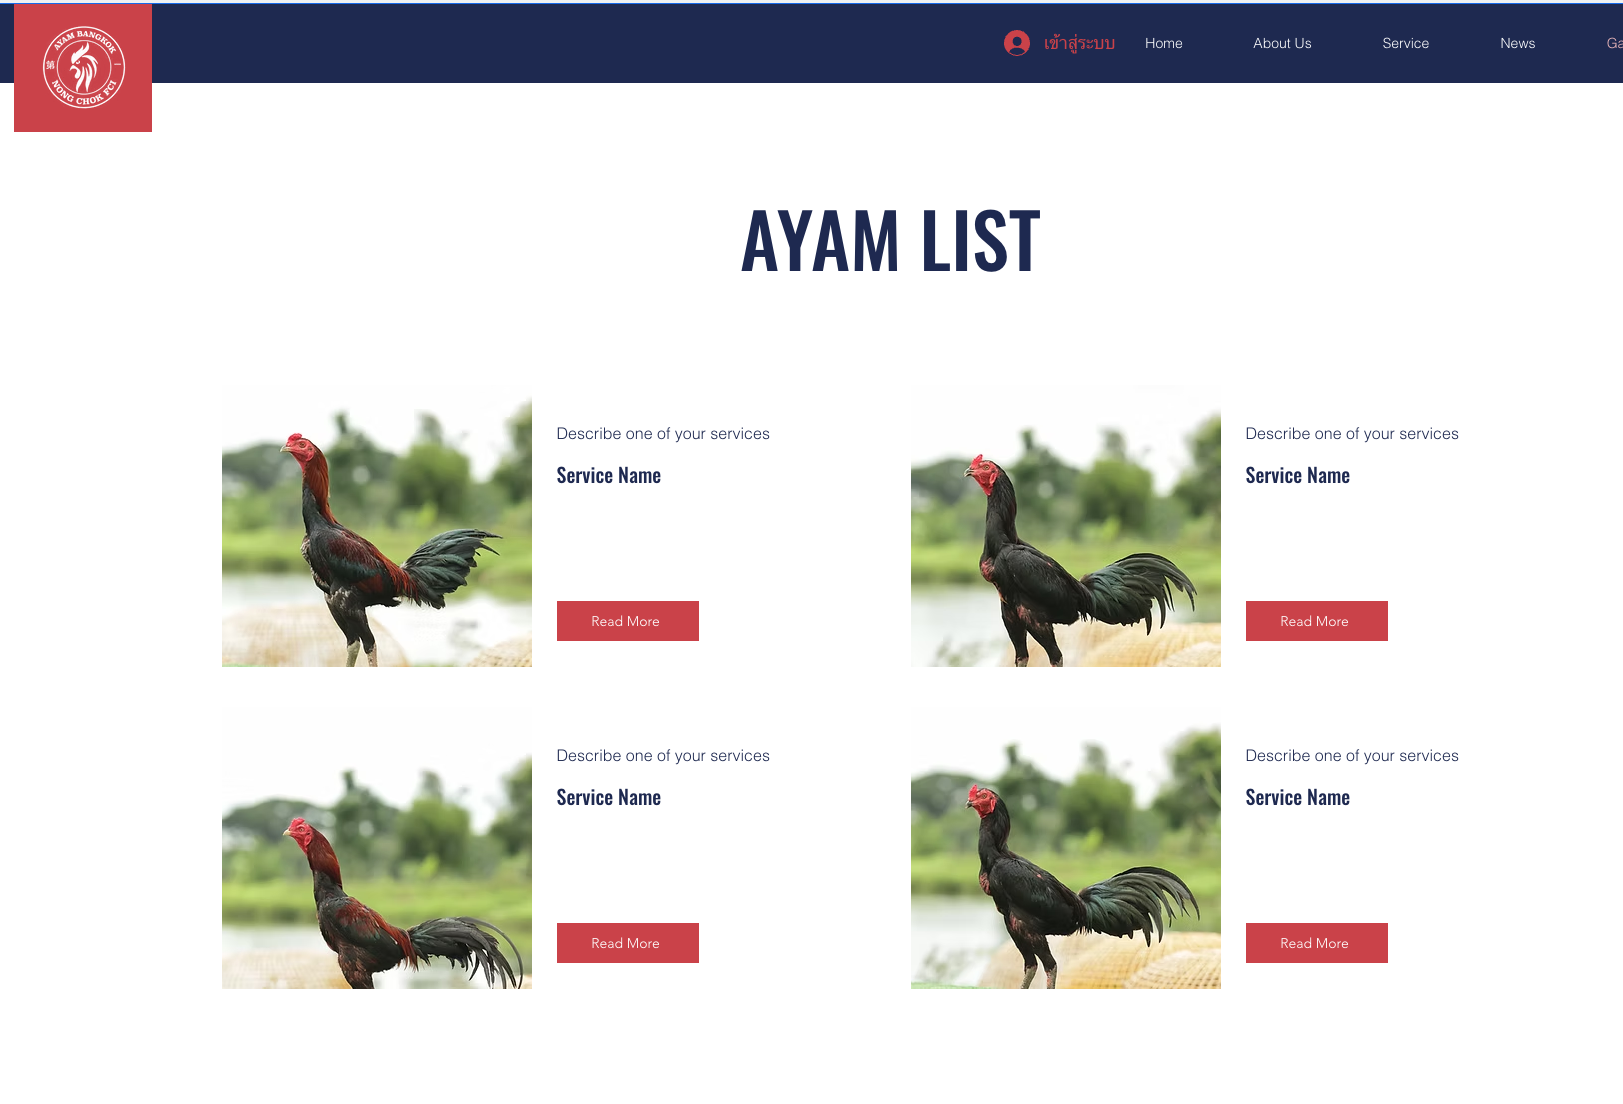 AYAM BANGKOK
第 一
NONG CHOK FCI
เข้าสู่ระบบ Home About Us Service News Ga
AYAM LIST
Describe one of your services
Service Name
Read More
Describe one of your services
Service Name
Read More
Describe one of your services
Service Name
Read More
Describe one of your services
Service Name
Read More